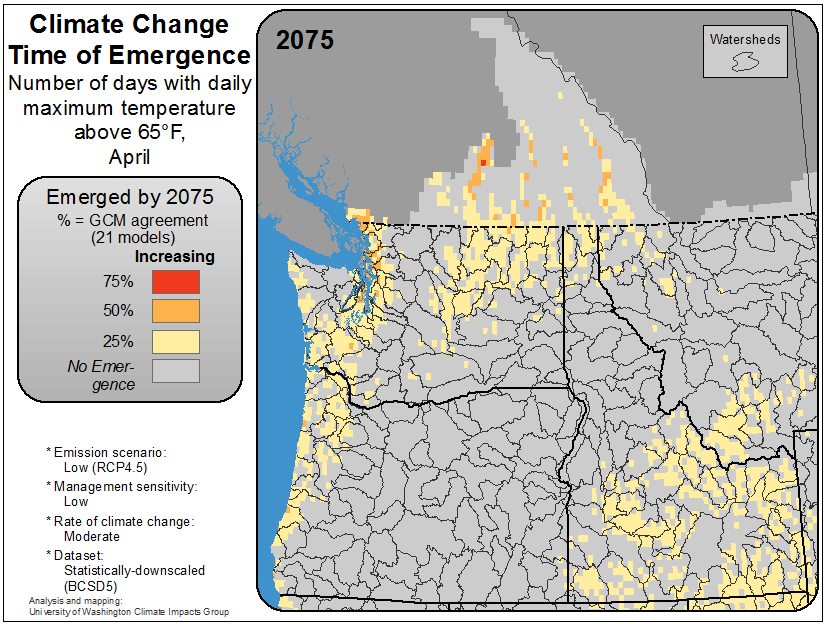 Climate Change
Time of Emergence
Number of days with daily
maximum temperature
above 65°F,
April
Emerged by 2075
% = GCM agreement
(21 models)
Increasing
75%
50%
25%
No Emer-
gence
* Emission scenario:
Low (RCP4.5)
* Management sensitivity:
Low
* Rate of climate change:
Moderate
* Dataset:
Statistically-downscaled
(BCSD5)
Analysis and mapping:
University of Washington Climate Impacts Group
2075
Watersheds